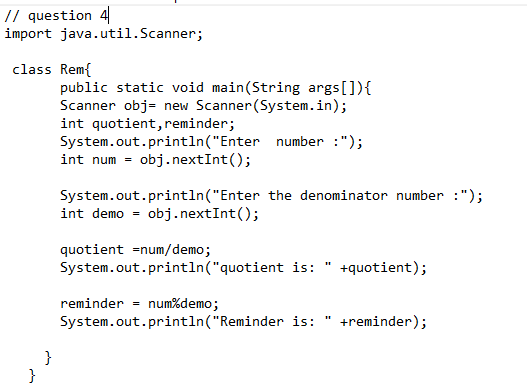 // question 4
import java.util.Scanner;
class Rem{
public static void main(String args[]){
Scanner obj= new Scanner(System.in);
int quotient,reminder;
System.out.println("Enter  number :");
int num = obj.nextInt();
System.out.println("Enter the denominator number :");
int demo = obj.nextInt();
quotient =num/demo;
System.out.println("quotient is: " +quotient);
reminder = num%demo;
System.out.println("Reminder is: " +reminder);
}
}